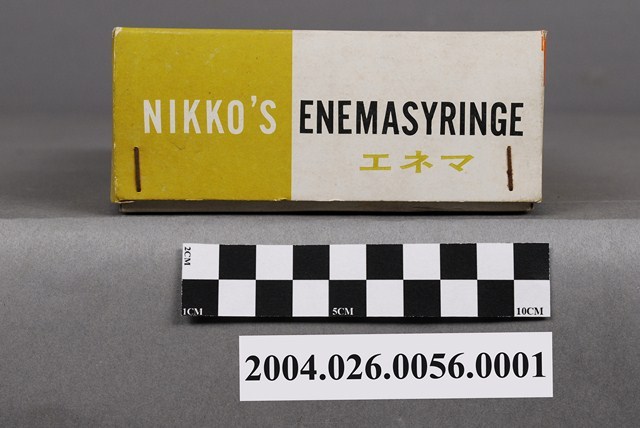 NIKKO'S ENEMASYRINGE
エネマ
2CM
1CM 5CM 10CM
2004.026.0056.0001